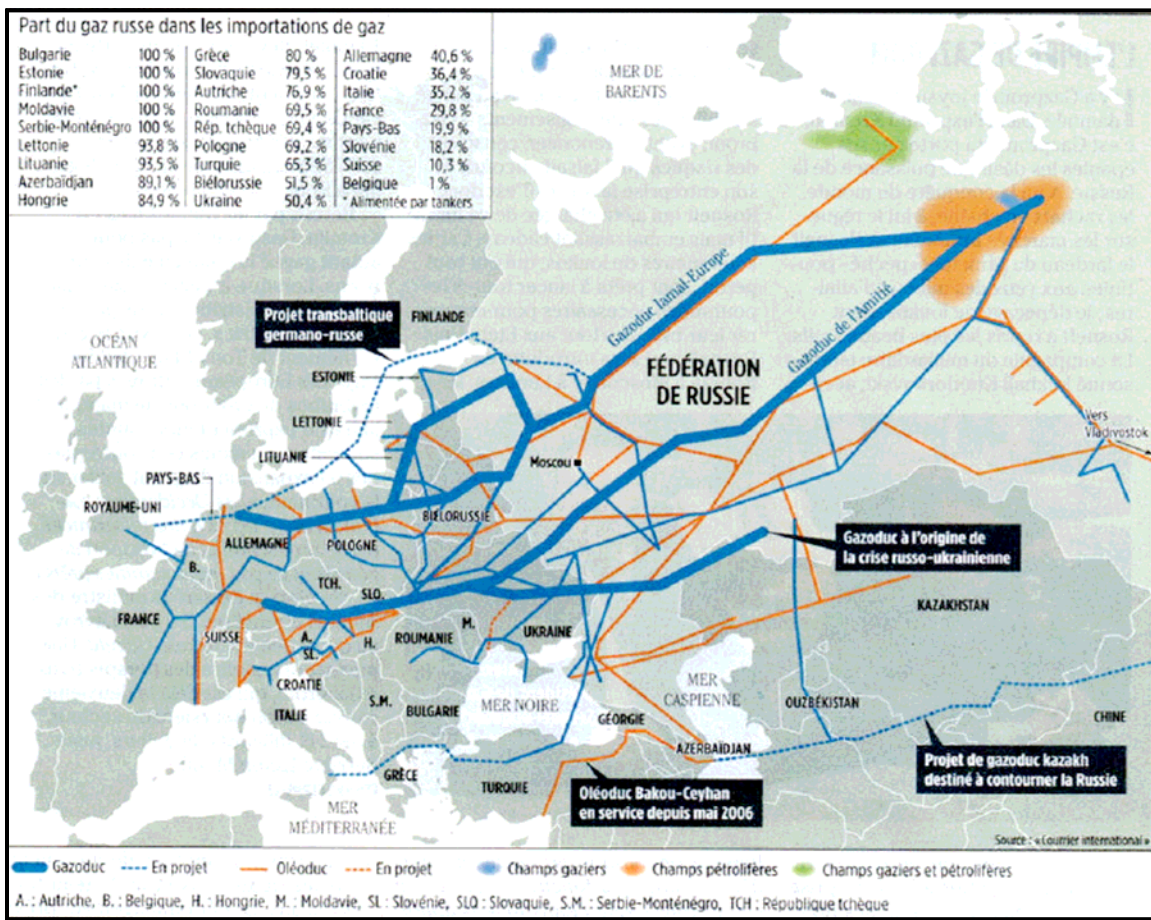 Part du gaz russe dans les importations de gaz
Bulgarie 100 % Grèce 80 % Allemagne 40,6 %
Estonie 100 % Slovaquie 79,5 % Croatie 36,4 %
Finlande* 100 % Autriche 76,9 % Italie 35,2 %
Moldavie 100 % Roumanie 69,5 % France 29,8 %
Serbie-Monténégro 100 % Rép. tchèque 69,4 % Pays-Bas 19,9 %
Lettonie 93,8 % Pologne 69,2 % Slovénie 18,2 %
Lituanie 93,5 % Turquie 65,3 % Suisse 10,3 %
Azerbaïdjan 89,1 % Biélorussie 51,5 % Belgique 1 %
Hongrie 84,9 % Ukraine 50,4 % * Alimentée par tankers
MER DE
BARENTS
Projet transbaltique
germano-russe
FINLANDE
OCÉAN
ATLANTIQUE
Gazoduc Iamal-Europe
Gazoduc de l'Amitié
ESTONIE
FÉDÉRATION
DE RUSSIE
LETTONIE
Vers
Vladivostok
LITUANIE
Moscou
PAYS-BAS
ROYAUME-UNI
BIÉLORUSSIE
ALLEMAGNE
POLOGNE
Gazoduc à l'origine de
la crise russo-ukrainienne
B.
TCH.
SLO.
KAZAKHSTAN
FRANCE
SUISSE
A.
SL.
H.
ROUMANIE
M.
UKRAINE
CROATIE
MER
CASPIENNE
OUZBÉKISTAN
ITALIE
S.M.
BULGARIE
MER NOIRE
GÉORGIE
CHINE
AZERBAÏDJAN
GRÈCE
TURQUIE
Oléoduc Bakou-Ceyhan
en service depuis mai 2006
Projet de gazoduc kazakh
destiné à contourner la Russie
MER
MÉDITERRANÉE
Source : « Courrier international »
Gazoduc En projet Oléoduc En projet Champs gaziers Champs pétrolifères Champs gaziers et pétrolifères
A. : Autriche, B. : Belgique, H. : Hongrie, M. : Moldavie, SL : Slovénie, SLO : Slovaquie, S.M. : Serbie-Monténégro, TCH : République tchèque